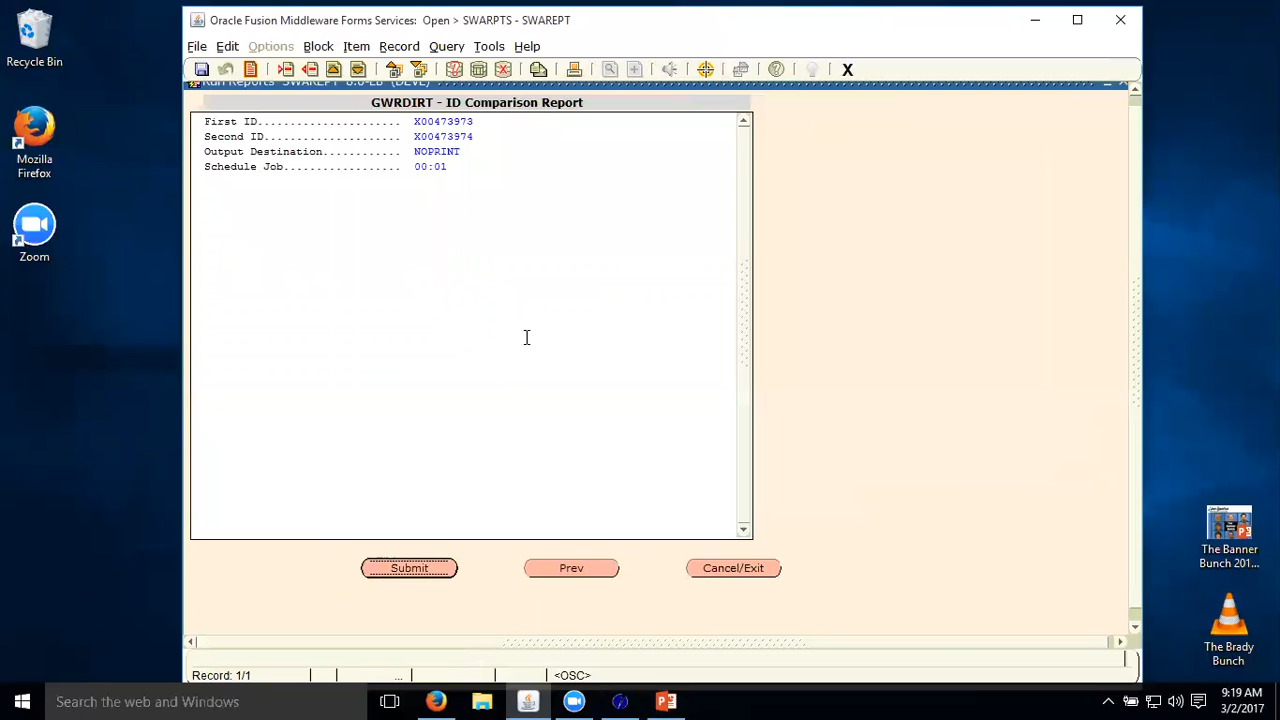 Recycle Bin
Mozilla
Firefox
Zoom
Oracle Fusion Middleware Forms Services: Open > SWARPTS - SWAREPT
File Edit Options Block Item Record Query Tools Help
X
GWRDIRT - ID Comparison Report
First ID...................... X00473973
Second ID..................... X00473974
Output Destination............ NOPRINT
Schedule Job.................. 00:01
Submit Prev Cancel/Exit
Record: 1/1 ... <OSC>
The Banner
Bunch 201...
The Brady
Bunch
Search the web and Windows
9:19 AM
3/2/2017